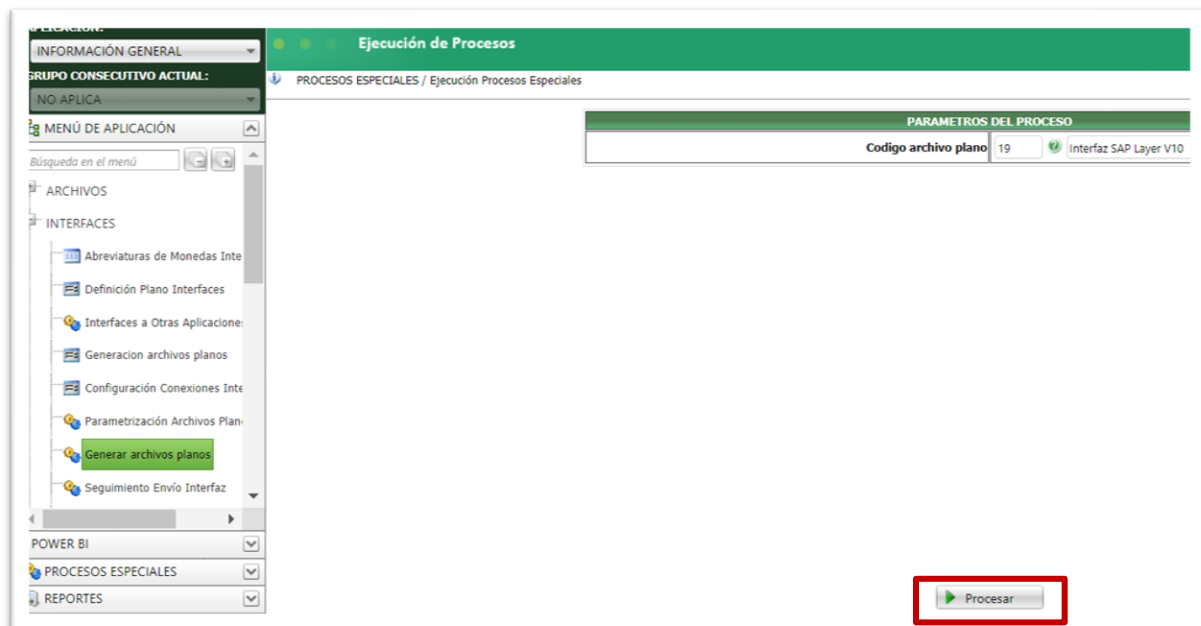 APLICACIÓN:
INFORMACIÓN GENERAL
GRUPO CONSECUTIVO ACTUAL:
NO APLICA
MENÚ DE APLICACIÓN
Búsqueda en el menú
ARCHIVOS
INTERFACES
Abreviaturas de Monedas Inte
Definición Plano Interfaces
Interfaces a Otras Aplicacione
Generacion archivos planos
Configuración Conexiones Inte
Parametrización Archivos Plan
Generar archivos planos
Seguimiento Envío Interfaz
POWER BI
PROCESOS ESPECIALES
REPORTES
Ejecución de Procesos
PROCESOS ESPECIALES / Ejecución Procesos Especiales
PARAMETROS DEL PROCESO
Codigo archivo plano 19 Interfaz SAP Layer V10
Procesar